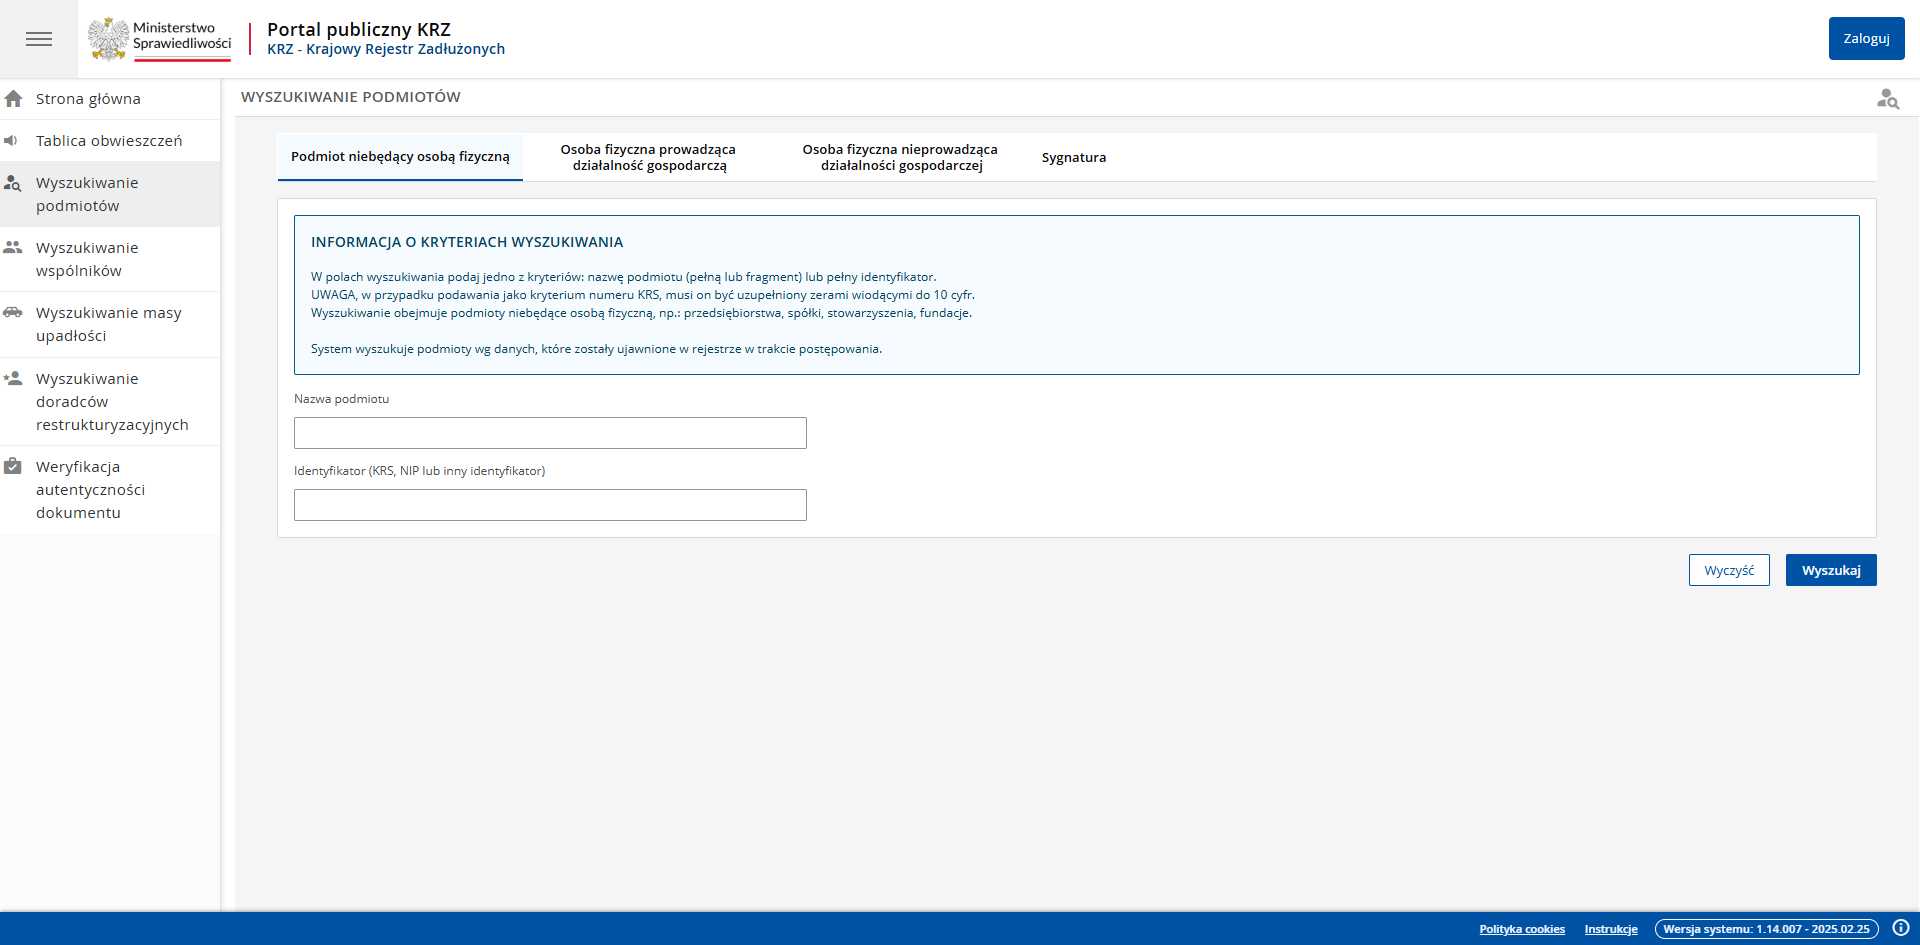 Ministerstwo
Sprawiedliwości
Portal publiczny KRZ
KRZ - Krajowy Rejestr Zadłużonych
Zaloguj
Strona główna
Tablica obwieszczeń
Wyszukiwanie
podmiotów
Wyszukiwanie
wspólników
Wyszukiwanie masy
upadłości
Wyszukiwanie
doradców
restrukturyzacyjnych
Weryfikacja
autentyczności
dokumentu
WYSZUKIWANIE PODMIOTÓW
Podmiot niebędący osobą fizyczną
Osoba fizyczna prowadząca
działalność gospodarczą
Osoba fizyczna nieprowadząca
działalności gospodarczej
Sygnatura
INFORMACJA O KRYTERIACH WYSZUKIWANIA
W polach wyszukiwania podaj jedno z kryteriów: nazwę podmiotu (pełną lub fragment) lub pełny identyfikator.
UWAGA, w przypadku podawania jako kryterium numeru KRS, musi on być uzupełniony zerami wiodącymi do 10 cyfr.
Wyszukiwanie obejmuje podmioty niebędące osobą fizyczną, np.: przedsiębiorstwa, spółki, stowarzyszenia, fundacje.
System wyszukuje podmioty wg danych, które zostały ujawnione w rejestrze w trakcie postępowania.
Nazwa podmiotu
Identyfikator (KRS, NIP lub inny identyfikator)
Wyczyść
Wyszukaj
Polityka cookies
Instrukcje
Wersja systemu: 1.14.007 - 2025.02.25